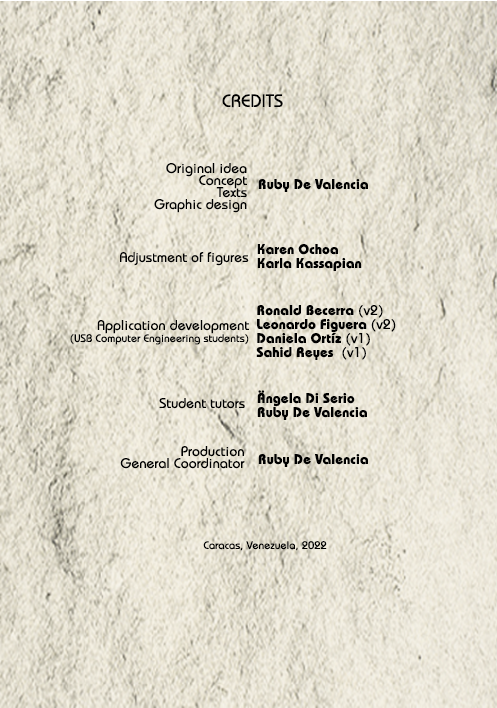 CREDITS
Original idea
Concept
Texts
Graphic design
Ruby De Valencia
Adjustment of figures
Karen Ochoa
Karla Kassapian
Application development
(USB Computer Engineering students)
Ronald Becerra (v2)
Leonardo Figuera (v2)
Daniela Ortíz (v1)
Sahid Reyes (v1)
Student tutors
Ängela Di Serio
Ruby De Valencia
Production
General Coordinator
Ruby De Valencia
Caracas, Venezuela, 2022